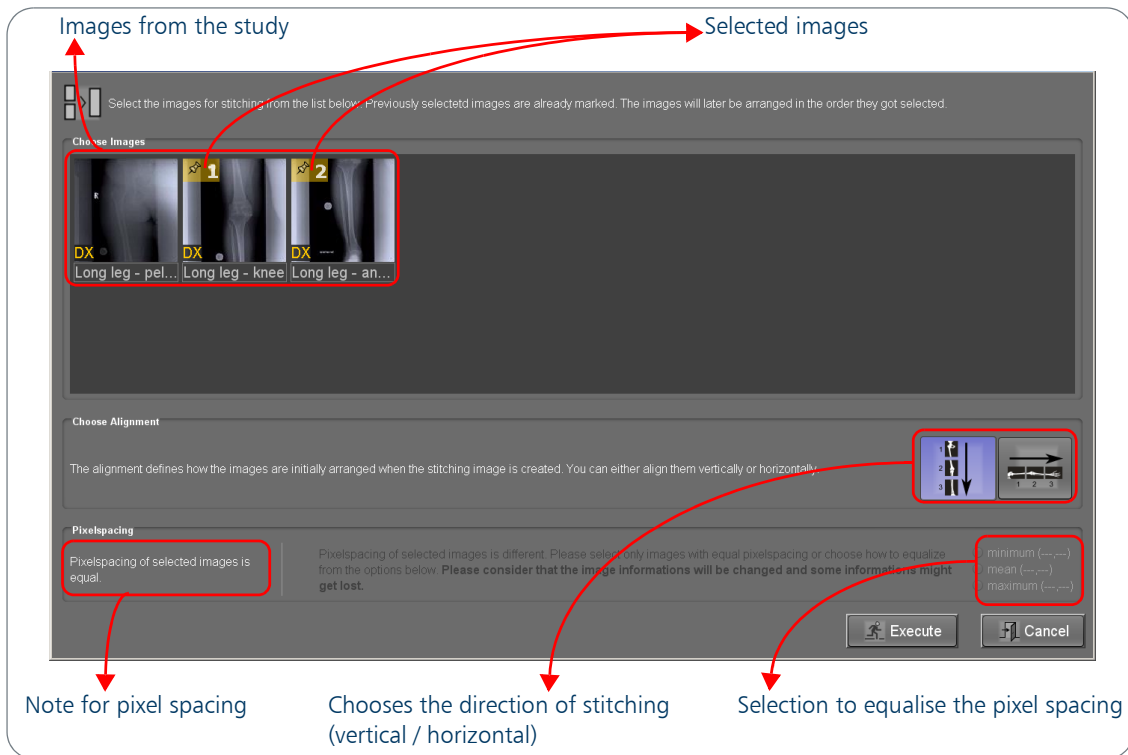 Images from the study
Selected images
Select the images for stitching from the list below. Previously selectetd images are already marked. The images will later be arranged in the order they got selected.
Choose Images
R
1
2
DX
DX
DX
Long leg - pel...
Long leg - knee
Long leg - an...
Choose Alignment
The alignment defines how the images are initially arranged when the stitching image is created. You can either align them vertically or horizontally.
1
2
3
1 2 3
Pixelspacing
Pixelspacing of selected images is
equal.
Pixelspacing of selected images is different. Please select only images with equal pixelspacing or choose how to equalize
from the options below. Please consider that the image informations will be changed and some informations might
get lost.
minimum (---,---)
mean (---,---)
maximum (---,---)
Execute
Cancel
Note for pixel spacing
Chooses the direction of stitching
(vertical / horizontal)
Selection to equalise the pixel spacing